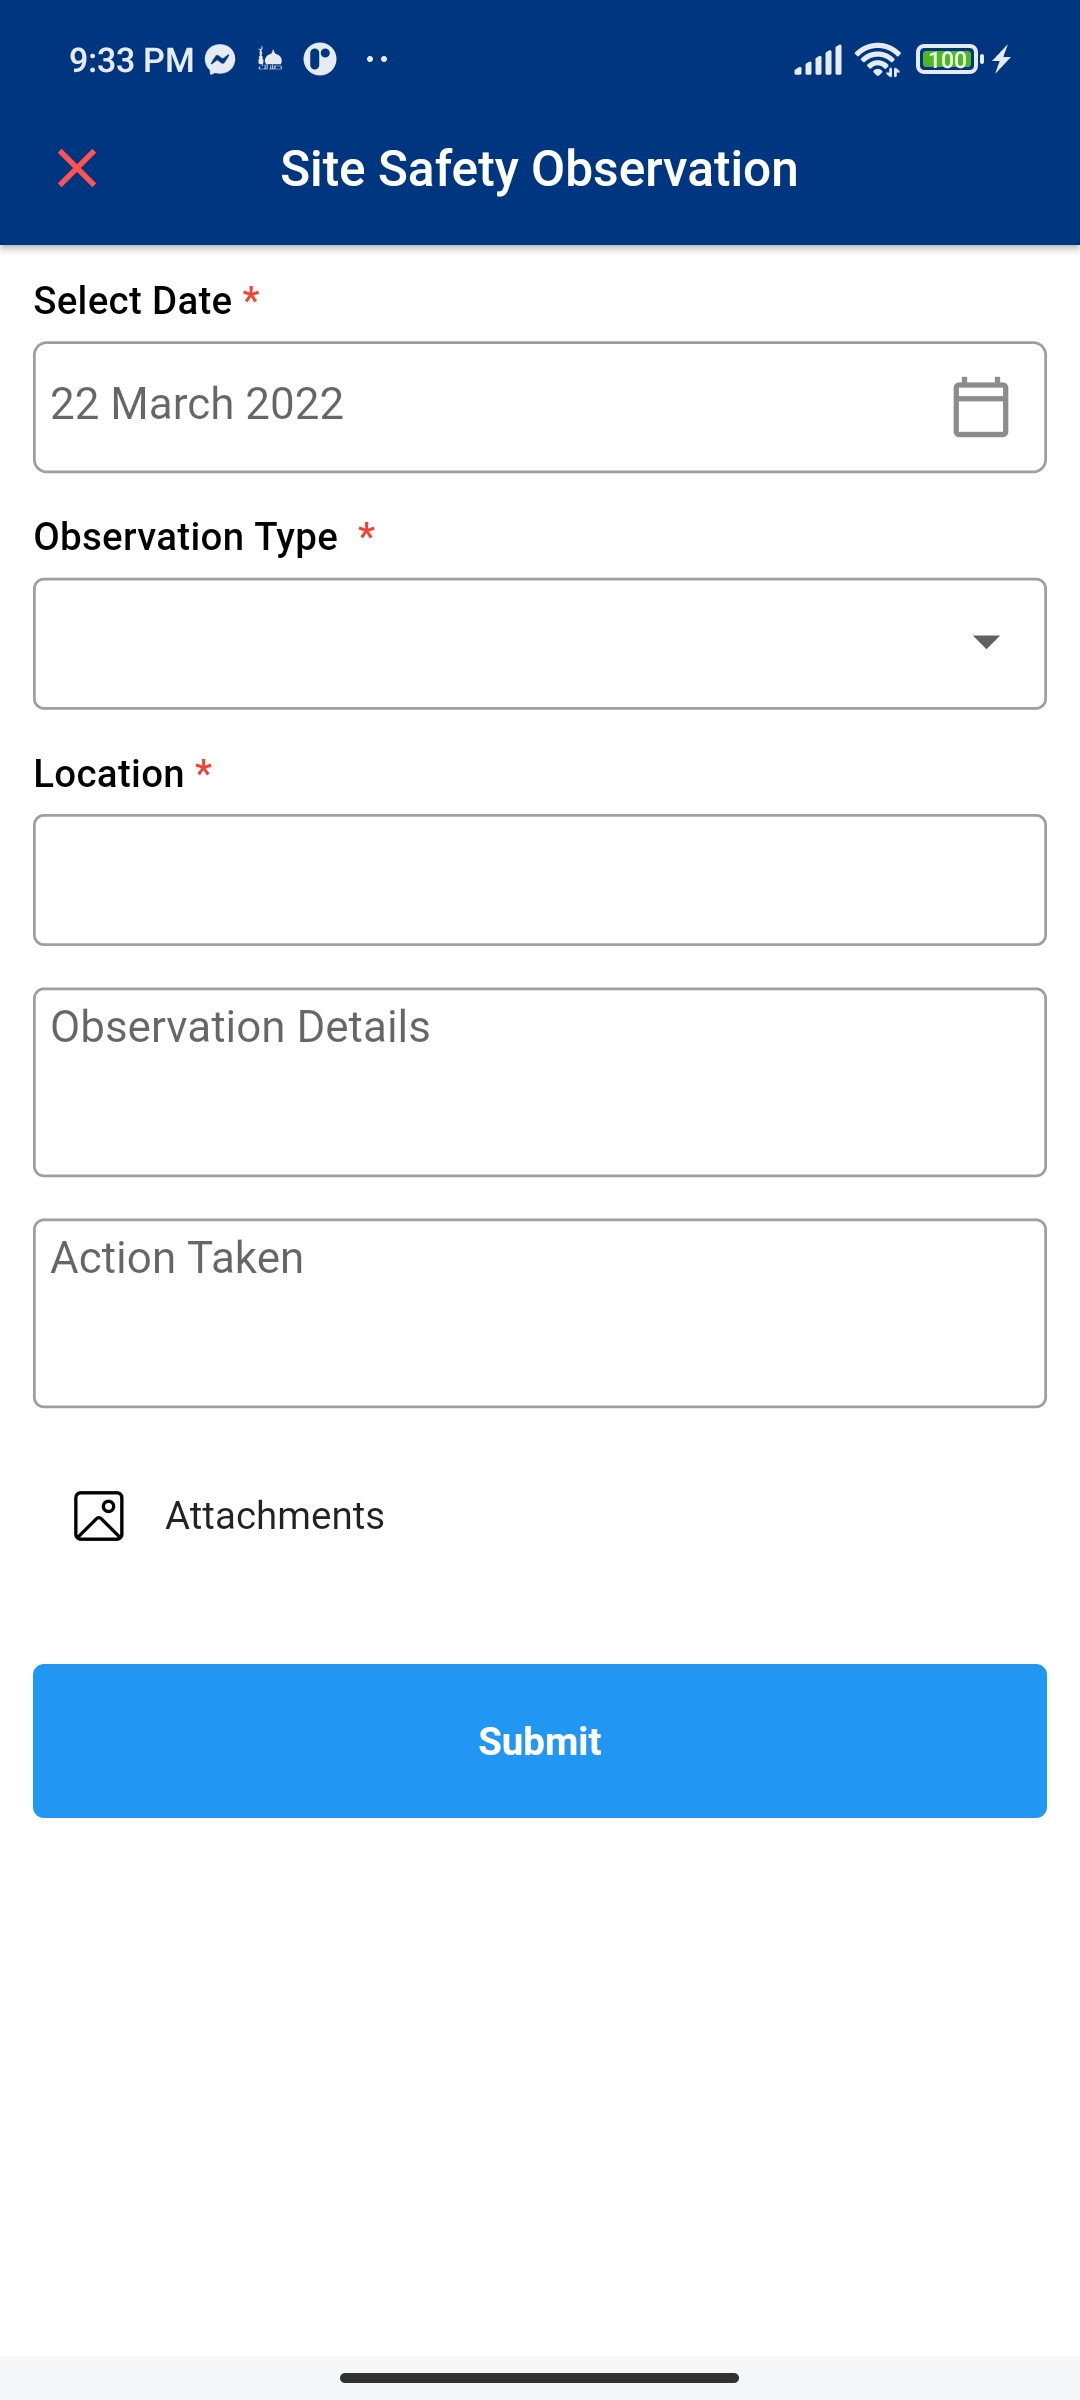 9:33 PM
100
Site Safety Observation
Select Date *
22 March 2022
Observation Type *
Location *
Observation Details
Action Taken
Attachments
Submit